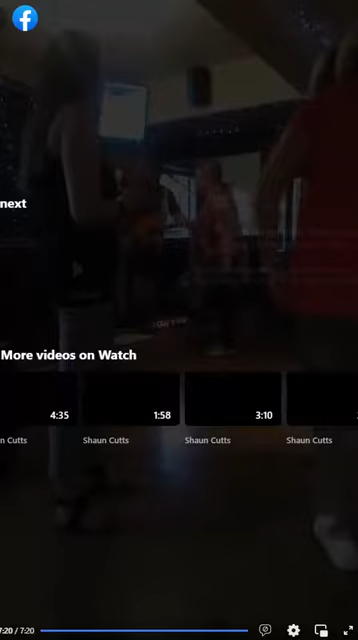 next
More videos on Watch
4:35
1:58
3:10
n Cutts
Shaun Cutts
Shaun Cutts
Shaun Cutts
7:20 / 7:20